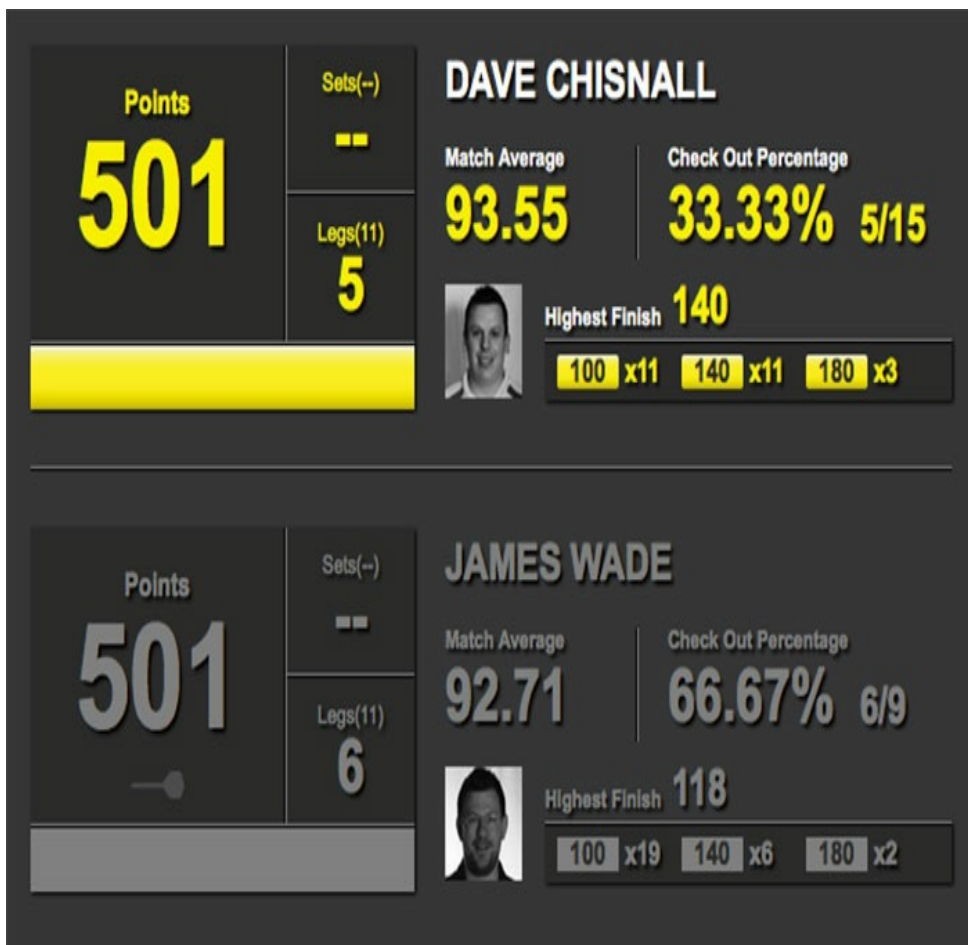 Points
501
Sets(--)
--
Legs(11)
5
DAVE CHISNALL
Match Average
93.55
Check Out Percentage
33.33% 5/15
Highest Finish 140
100 x11 140 x11 180 x3
Points
501
Sets(--)
--
Legs(11)
6
JAMES WADE
Match Average
92.71
Check Out Percentage
66.67% 6/9
Highest Finish 118
100 x19 140 x6 180 x2